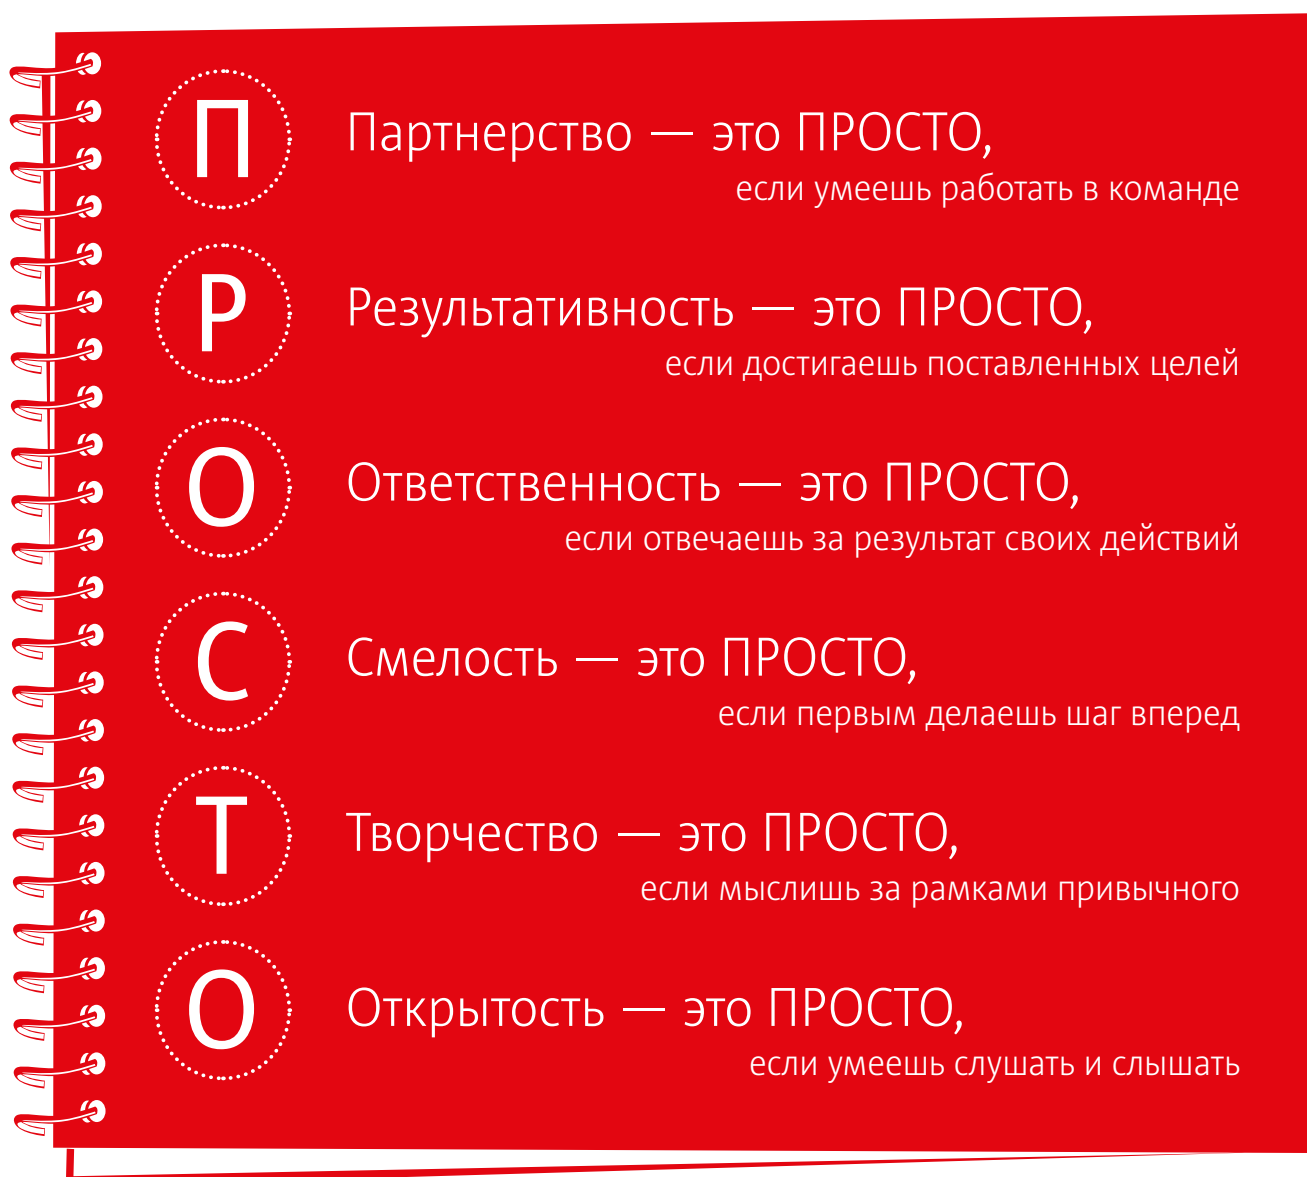 П
Партнерство — это ПРОСТО,
если умеешь работать в команде
Р
Результативность — это ПРОСТО,
если достигаешь поставленных целей
О
Ответственность — это ПРОСТО,
если отвечаешь за результат своих действий
С
Смелость — это ПРОСТО,
если первым делаешь шаг вперед
Т
Творчество — это ПРОСТО,
если мыслишь за рамками привычного
О
Открытость — это ПРОСТО,
если умеешь слушать и слышать